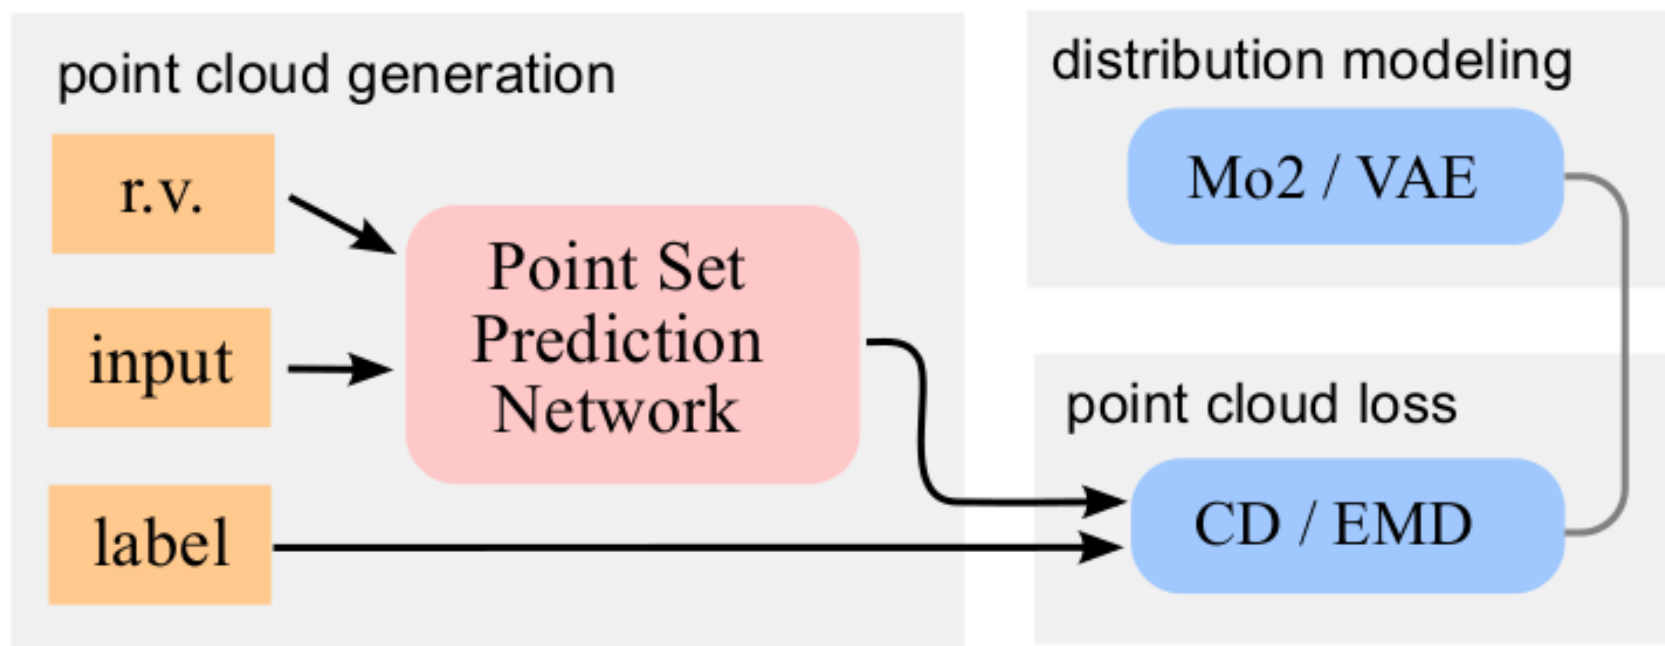 point cloud generation
r.v.
input
label
Point Set
Prediction
Network
distribution modeling
Mo2 / VAE
point cloud loss
CD / EMD